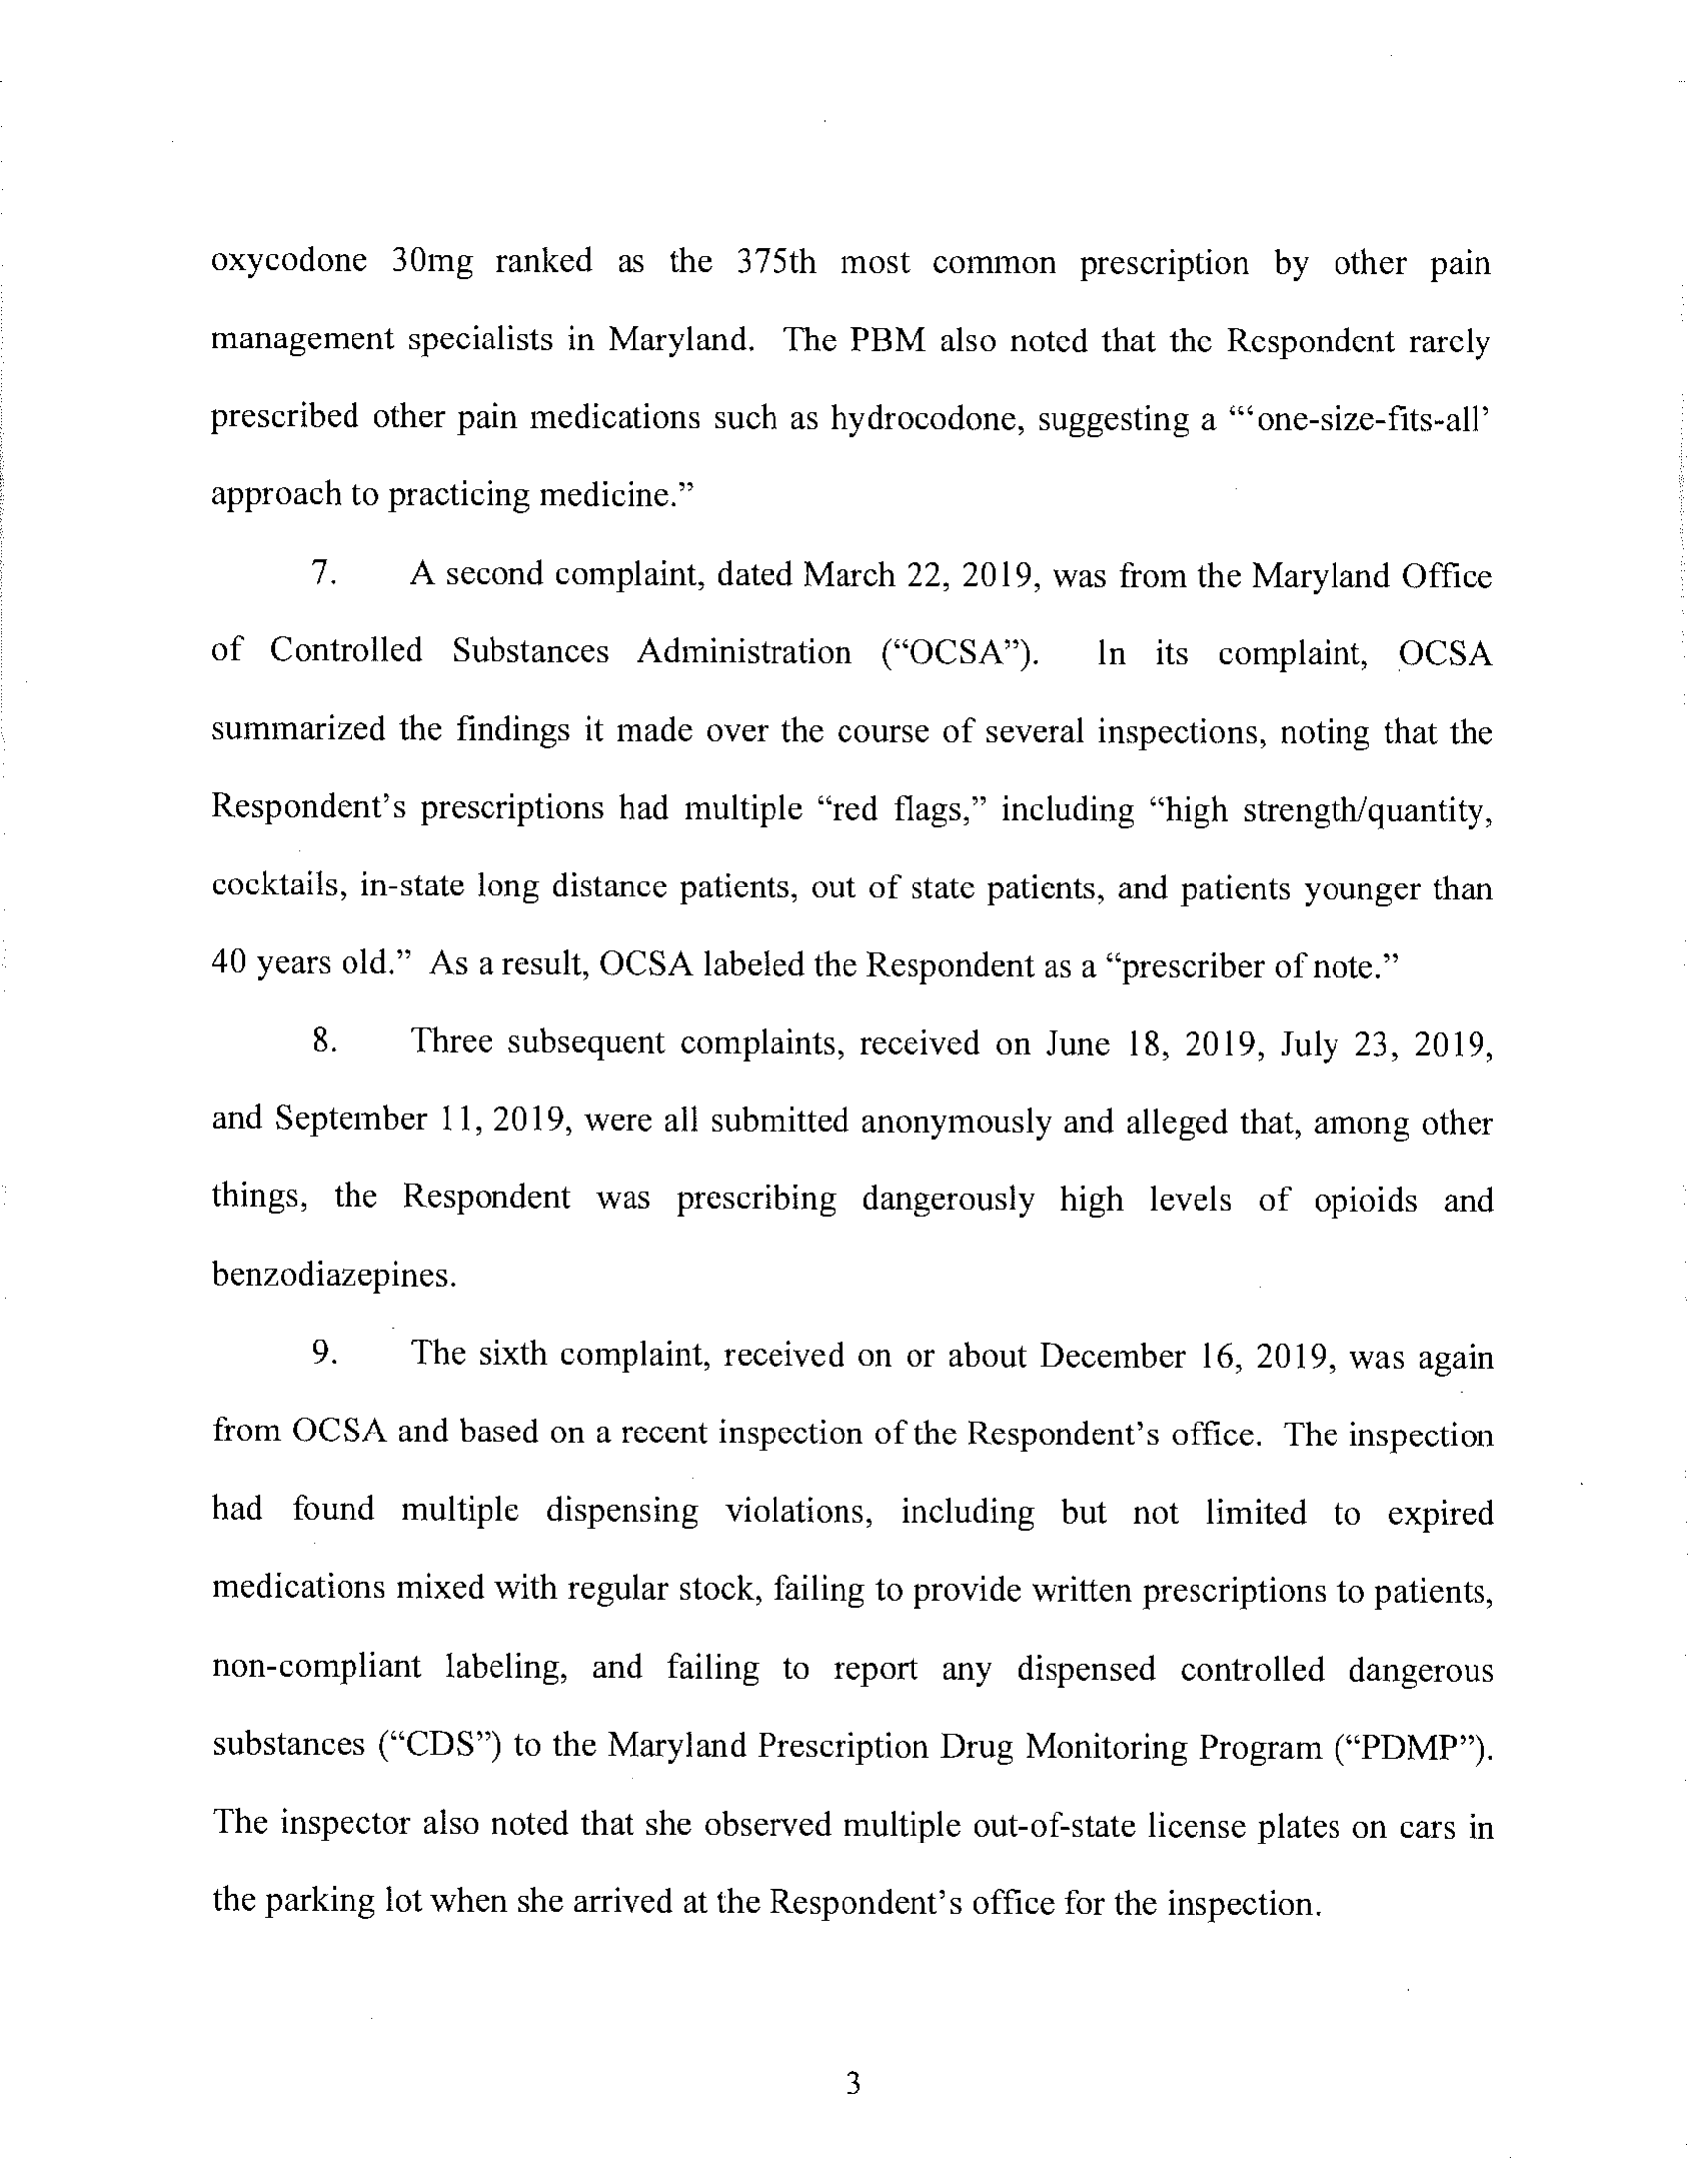 oxycodone 30mg ranked as the 375th most common prescription by other pain
management specialists in Maryland. The PBM also noted that the Respondent rarely
prescribed other pain medications such as hydrocodone, suggesting a “‘one-size-fits-all’
approach to practicing medicine.”
7. A second complaint, dated March 22, 2019, was from the Maryland Office
of Controlled Substances Administration (“OCSA”). In its complaint, OCSA
summarized the findings it made over the course of several inspections, noting that the
Respondent’s prescriptions had multiple “red flags,” including “high strength/quantity,
cocktails, in-state long distance patients, out of state patients, and patients younger than
40 years old.” As a result, OCSA labeled the Respondent as a “prescriber of note.”
8. Three subsequent complaints, received on June 18, 2019, July 23, 2019,
and September 11, 2019, were all submitted anonymously and alleged that, among other
things, the Respondent was prescribing dangerously high levels of opioids and
benzodiazepines.
9. The sixth complaint, received on or about December 16, 2019, was again
from OCSA and based on a recent inspection of the Respondent’s office. The inspection
had found multiple dispensing violations, including but not limited to expired
medications mixed with regular stock, failing to provide written prescriptions to patients,
non-compliant labeling, and failing to report any dispensed controlled dangerous
substances (“CDS”) to the Maryland Prescription Drug Monitoring Program (“PDMP”).
The inspector also noted that she observed multiple out-of-state license plates on cars in
the parking lot when she arrived at the Respondent’s office for the inspection.
3